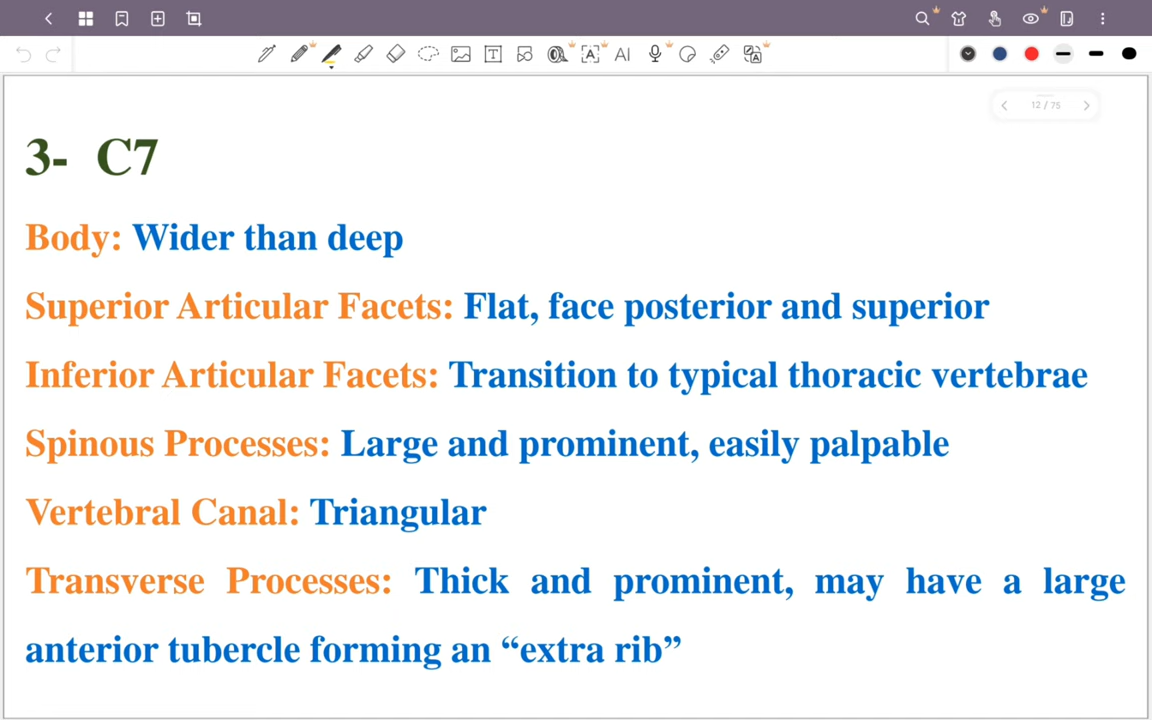 12 / 75
3- C7
Body: Wider than deep
Superior Articular Facets: Flat, face posterior and superior
Inferior Articular Facets: Transition to typical thoracic vertebrae
Spinous Processes: Large and prominent, easily palpable
Vertebral Canal: Triangular
Transverse Processes: Thick and prominent, may have a large
anterior tubercle forming an “extra rib”